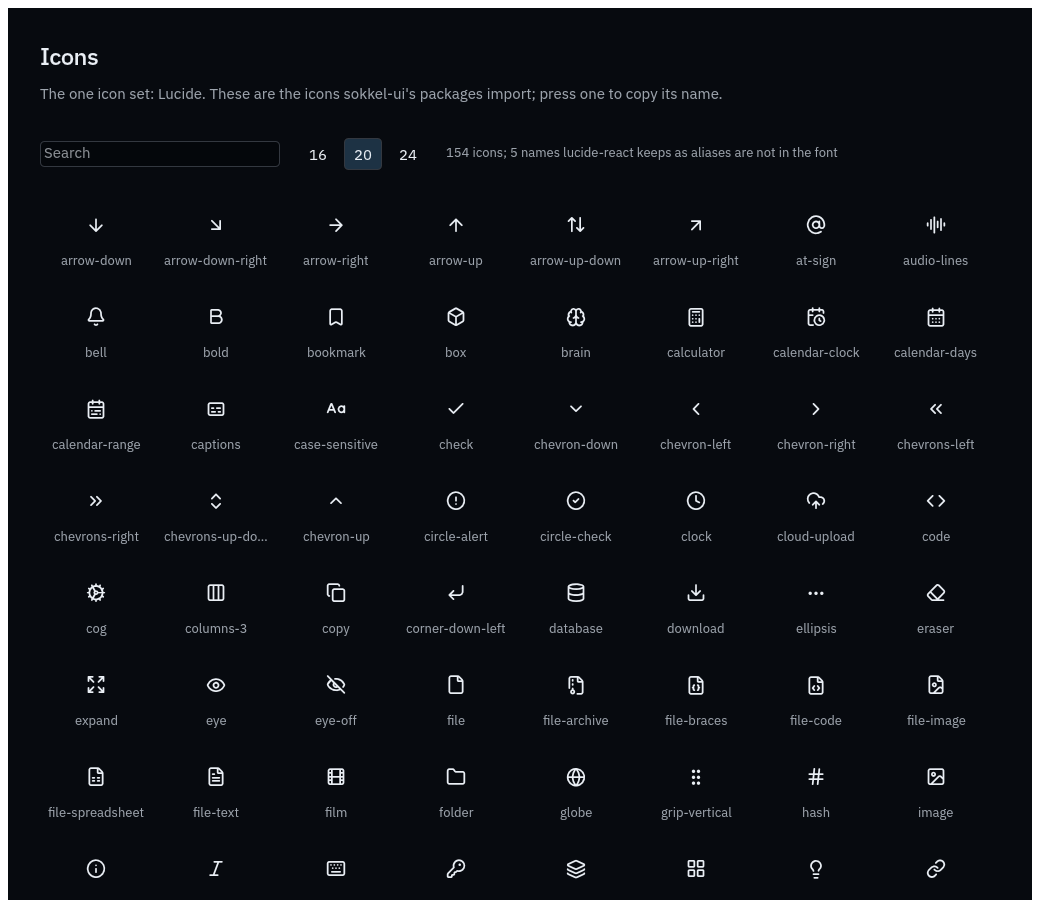 Icons
The one icon set: Lucide. These are the icons sokkel-ui's packages import; press one to copy its name.
Search 16 20 24 154 icons; 5 names lucide-react keeps as aliases are not in the font
arrow-down arrow-down-right arrow-right arrow-up arrow-up-down arrow-up-right at-sign audio-lines
bell bold bookmark box brain calculator calendar-clock calendar-days
Aa
calendar-range captions case-sensitive check chevron-down chevron-left chevron-right chevrons-left
chevrons-right chevrons-up-do... chevron-up circle-alert circle-check clock cloud-upload code
cog columns-3 copy corner-down-left database download ellipsis eraser
expand eye eye-off file file-archive file-braces file-code file-image
file-spreadsheet file-text film folder globe grip-vertical hash image